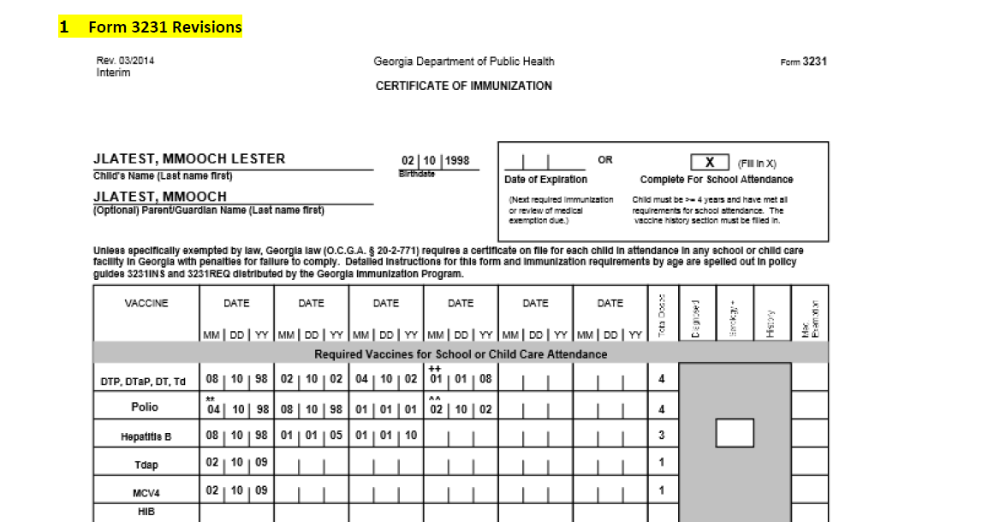 1 Form 3231 Revisions
Rev. 03/2014 Georgia Department of Public Health Form 3231
Interim
CERTIFICATE OF IMMUNIZATION
JLATEST, MMOOCH LESTER 02 | 10 | 1998 | | OR X (Fill in X)
Child's Name (Last name first) Birthdate Date of Expiration Complete For School Attendance
JLATEST, MMOOCH
(Optional) Parent/Guardian Name (Last name first)
(Next required immunization Child must be >= 4 years and have met all
or review of medical requirements for school attendance. The
exemption due.) vaccine history section must be filled in.
Unless specifically exempted by law, Georgia law (O.C.G.A. § 20-2-771) requires a certificate on file for each child in attendance in any school or child care
facility in Georgia with penalties for failure to comply. Detailed instructions for this form and immunization requirements by age are spelled out in policy
guides 3231INS and 3231REQ distributed by the Georgia Immunization Program.
VACCINE DATE DATE DATE DATE DATE DATE Total Doses Diagnosed Serology+ History Med. Exemption
MM | DD | YY MM | DD | YY MM | DD | YY MM | DD | YY MM | DD | YY MM | DD | YY
Required Vaccines for School or Child Care Attendance
++
DTP, DTaP, DT, Td 08 | 10 | 98 02 | 10 | 02 04 | 10 | 02 01 | 01 | 08 | | | | 4
** ^^
Polio 04 | 10 | 98 08 | 10 | 98 01 | 01 | 01 02 | 10 | 02 | | | | 4
Hepatitis B 08 | 10 | 98 01 | 01 | 05 01 | 01 | 10 | | | | | | 3
Tdap 02 | 10 | 09 | | | | | | | | | | 1
MCV4 02 | 10 | 09 | | | | | | | | | | 1
HIB